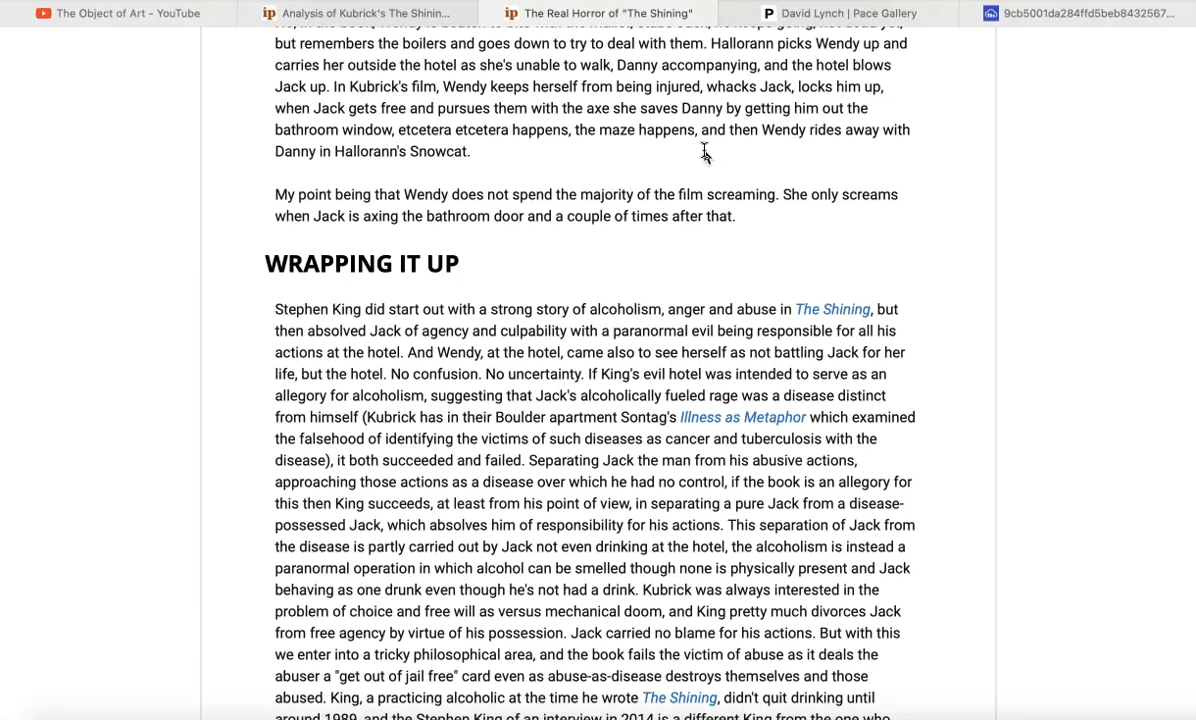 The Object of Art - YouTube
ip Analysis of Kubrick's The Shinin...
ip The Real Horror of "The Shining"
P David Lynch | Pace Gallery
9cb5001da284ffd5beb8432567...
but remembers the boilers and goes down to try to deal with them. Hallorann picks Wendy up and
carries her outside the hotel as she's unable to walk, Danny accompanying, and the hotel blows
Jack up. In Kubrick's film, Wendy keeps herself from being injured, whacks Jack, locks him up,
when Jack gets free and pursues them with the axe she saves Danny by getting him out the
bathroom window, etcetera etcetera happens, the maze happens, and then Wendy rides away with
Danny in Hallorann's Snowcat.
My point being that Wendy does not spend the majority of the film screaming. She only screams
when Jack is axing the bathroom door and a couple of times after that.
WRAPPING IT UP
Stephen King did start out with a strong story of alcoholism, anger and abuse in The Shining, but
then absolved Jack of agency and culpability with a paranormal evil being responsible for all his
actions at the hotel. And Wendy, at the hotel, came also to see herself as not battling Jack for her
life, but the hotel. No confusion. No uncertainty. If King's evil hotel was intended to serve as an
allegory for alcoholism, suggesting that Jack's alcoholically fueled rage was a disease distinct
from himself (Kubrick has in their Boulder apartment Sontag's Illness as Metaphor which examined
the falsehood of identifying the victims of such diseases as cancer and tuberculosis with the
disease), it both succeeded and failed. Separating Jack the man from his abusive actions,
approaching those actions as a disease over which he had no control, if the book is an allegory for
this then King succeeds, at least from his point of view, in separating a pure Jack from a disease-
possessed Jack, which absolves him of responsibility for his actions. This separation of Jack from
the disease is partly carried out by Jack not even drinking at the hotel, the alcoholism is instead a
paranormal operation in which alcohol can be smelled though none is physically present and Jack
behaving as one drunk even though he's not had a drink. Kubrick was always interested in the
problem of choice and free will as versus mechanical doom, and King pretty much divorces Jack
from free agency by virtue of his possession. Jack carried no blame for his actions. But with this
we enter into a tricky philosophical area, and the book fails the victim of abuse as it deals the
abuser a "get out of jail free" card even as abuse-as-disease destroys themselves and those
abused. King, a practicing alcoholic at the time he wrote The Shining, didn't quit drinking until
around 1989, and the Stephen King of an interview in 2014 is a different King from the one who